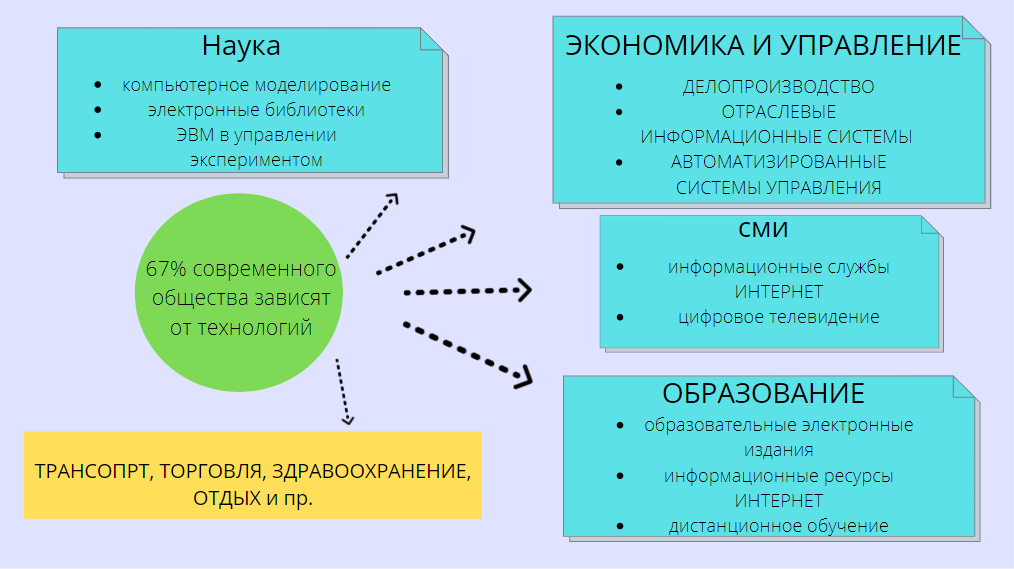 Наука
• компьютерное моделирование
• электронные библиотеки
• ЭВМ в управлении
экспериментом
ЭКОНОМИКА И УПРАВЛЕНИЕ
• ДЕЛОПРОИЗВОДСТВО
• ОТРАСЛЕВЫЕ
ИНФОРМАЦИОННЫЕ СИСТЕМЫ
• АВТОМАТИЗИРОВАННЫЕ
СИСТЕМЫ УПРАВЛЕНИЯ
67% современного
общества зависят
от технологий
СМИ
• информационные службы
ИНТЕРНЕТ
• цифровое телевидение
ОБРАЗОВАНИЕ
• образовательные электронные
издания
• информационные ресурсы
ИНТЕРНЕТ
• дистанционное обучение
ТРАНСОПРТ, ТОРГОВЛЯ, ЗДРАВООХРАНЕНИЕ,
ОТДЫХ и пр.